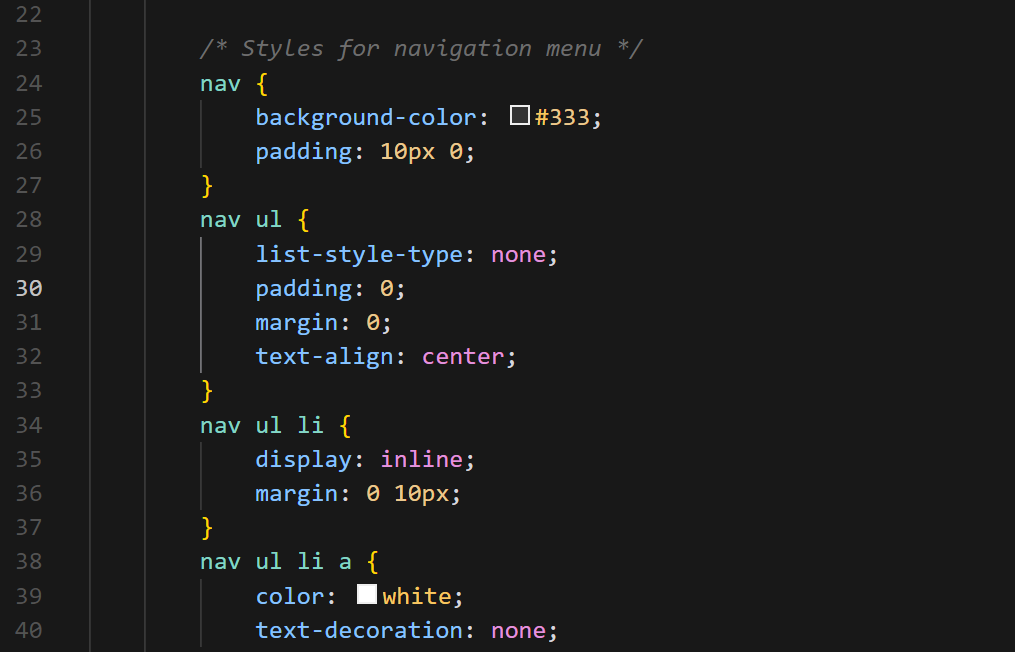 22
23 /* Styles for navigation menu */
24 nav {
25 background-color: #333;
26 padding: 10px 0;
27 }
28 nav ul {
29 list-style-type: none;
30 padding: 0;
31 margin: 0;
32 text-align: center;
33 }
34 nav ul li {
35 display: inline;
36 margin: 0 10px;
37 }
38 nav ul li a {
39 color: white;
40 text-decoration: none;